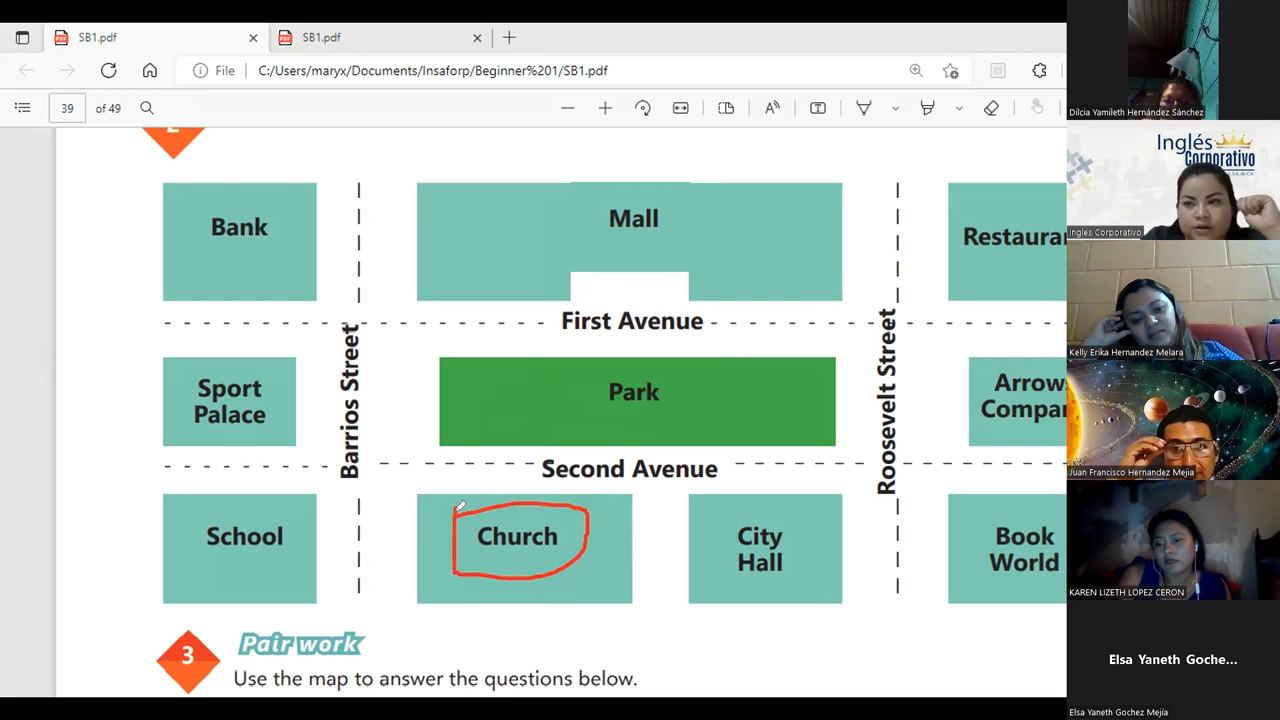 SB1.pdf
SB1.pdf
File
C:/Users/maryx/Documents/Insaforp/Beginner%201/SB1.pdf
39
of 49
2
Bank
Mall
Restaura
First Avenue
Barrios Street
Roosevelt Street
Sport
Palace
Park
Arrow
Compa
Second Avenue
School
Church
City
Hall
Book
World
3
Pair work
Use the map to answer the questions below.
Dilcia Yamileth Hernández Sánchez
Inglés
Corporativo
S.A. de C.V.
Inglés Corporativo
Kelly Erika Hernandez Melara
Juan Francisco Hernandez Mejia
KAREN LIZETH LOPEZ CERON
Elsa Yaneth Goche...
Elsa Yaneth Gochez Mejía